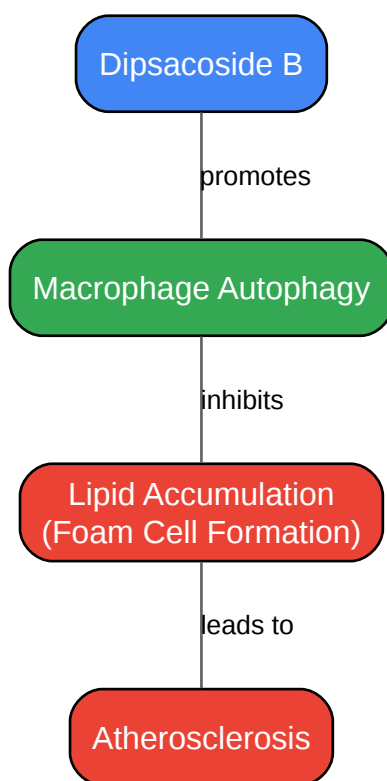 Dipsacoside B
promotes
Macrophage Autophagy
inhibits
Lipid Accumulation
(Foam Cell Formation)
leads to
Atherosclerosis